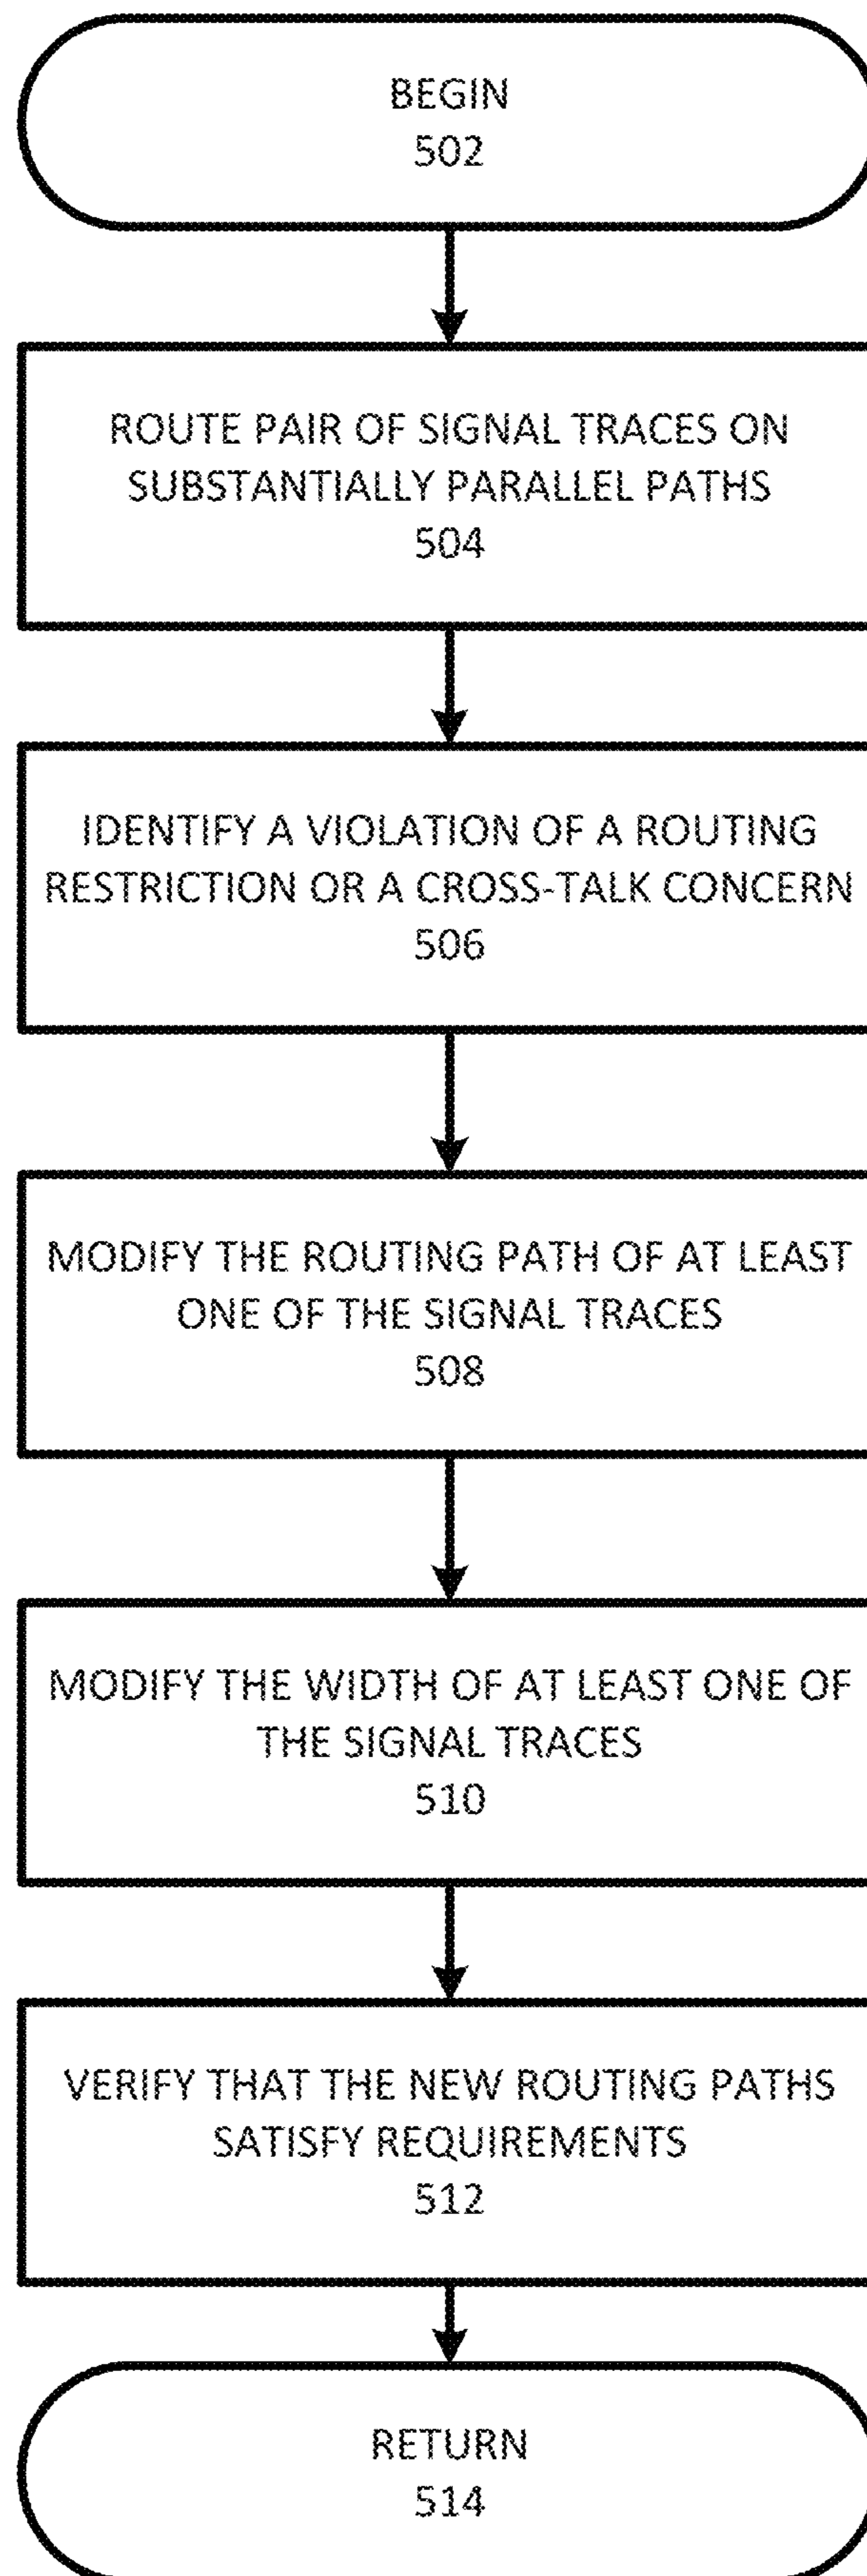 BEGIN
502
ROUTE PAIR OF SIGNAL TRACES ON
SUBSTANTIALLY PARALLEL PATHS
504
IDENTIFY A VIOLATION OF A ROUTING
RESTRICTION OR A CROSS-TALK CONCERN
506
MODIFY THE ROUTING PATH OF AT LEAST
ONE OF THE SIGNAL TRACES
508
MODIFY THE WIDTH OF AT LEAST ONE OF
THE SIGNAL TRACES
510
VERIFY THAT THE NEW ROUTING PATHS
SATISFY REQUIREMENTS
512
RETURN
514